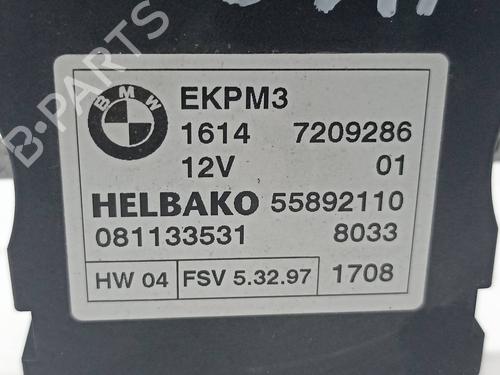 BMW
EKPM3
1614 7209286
12V 01
HELBAKO 55892110
081133531 8033
HW 04 FSV 5.32.97 1708
B-PARTS